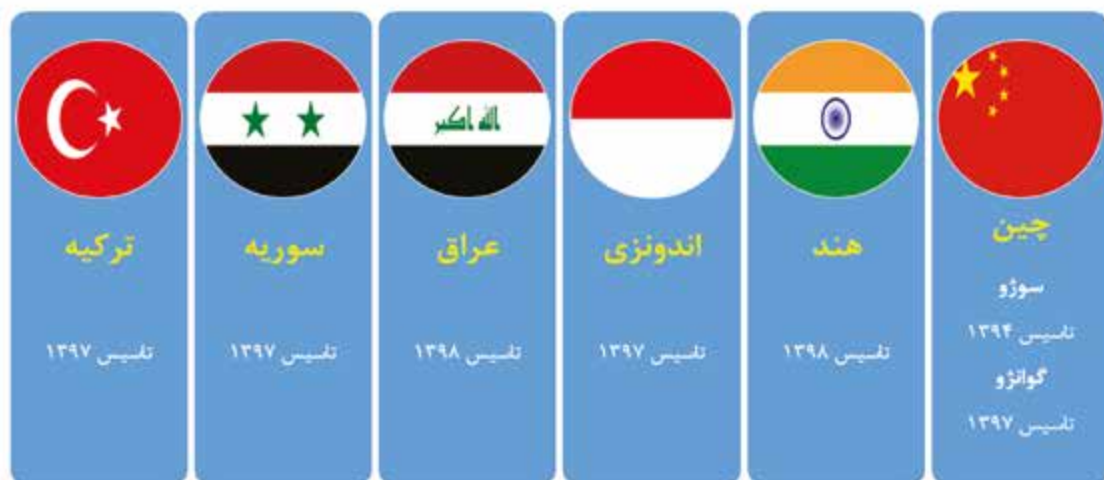 چین
سوژو
تاسیس ۱۳۹۴
گوانژو
تاسیس ۱۳۹۷
هند
تاسیس ۱۳۹۸
اندونزی
تاسیس ۱۳۹۷
الله اكبر
عراق
تاسیس ۱۳۹۸
سوریه
تاسیس ۱۳۹۷
ترکیه
تاسیس ۱۳۹۷